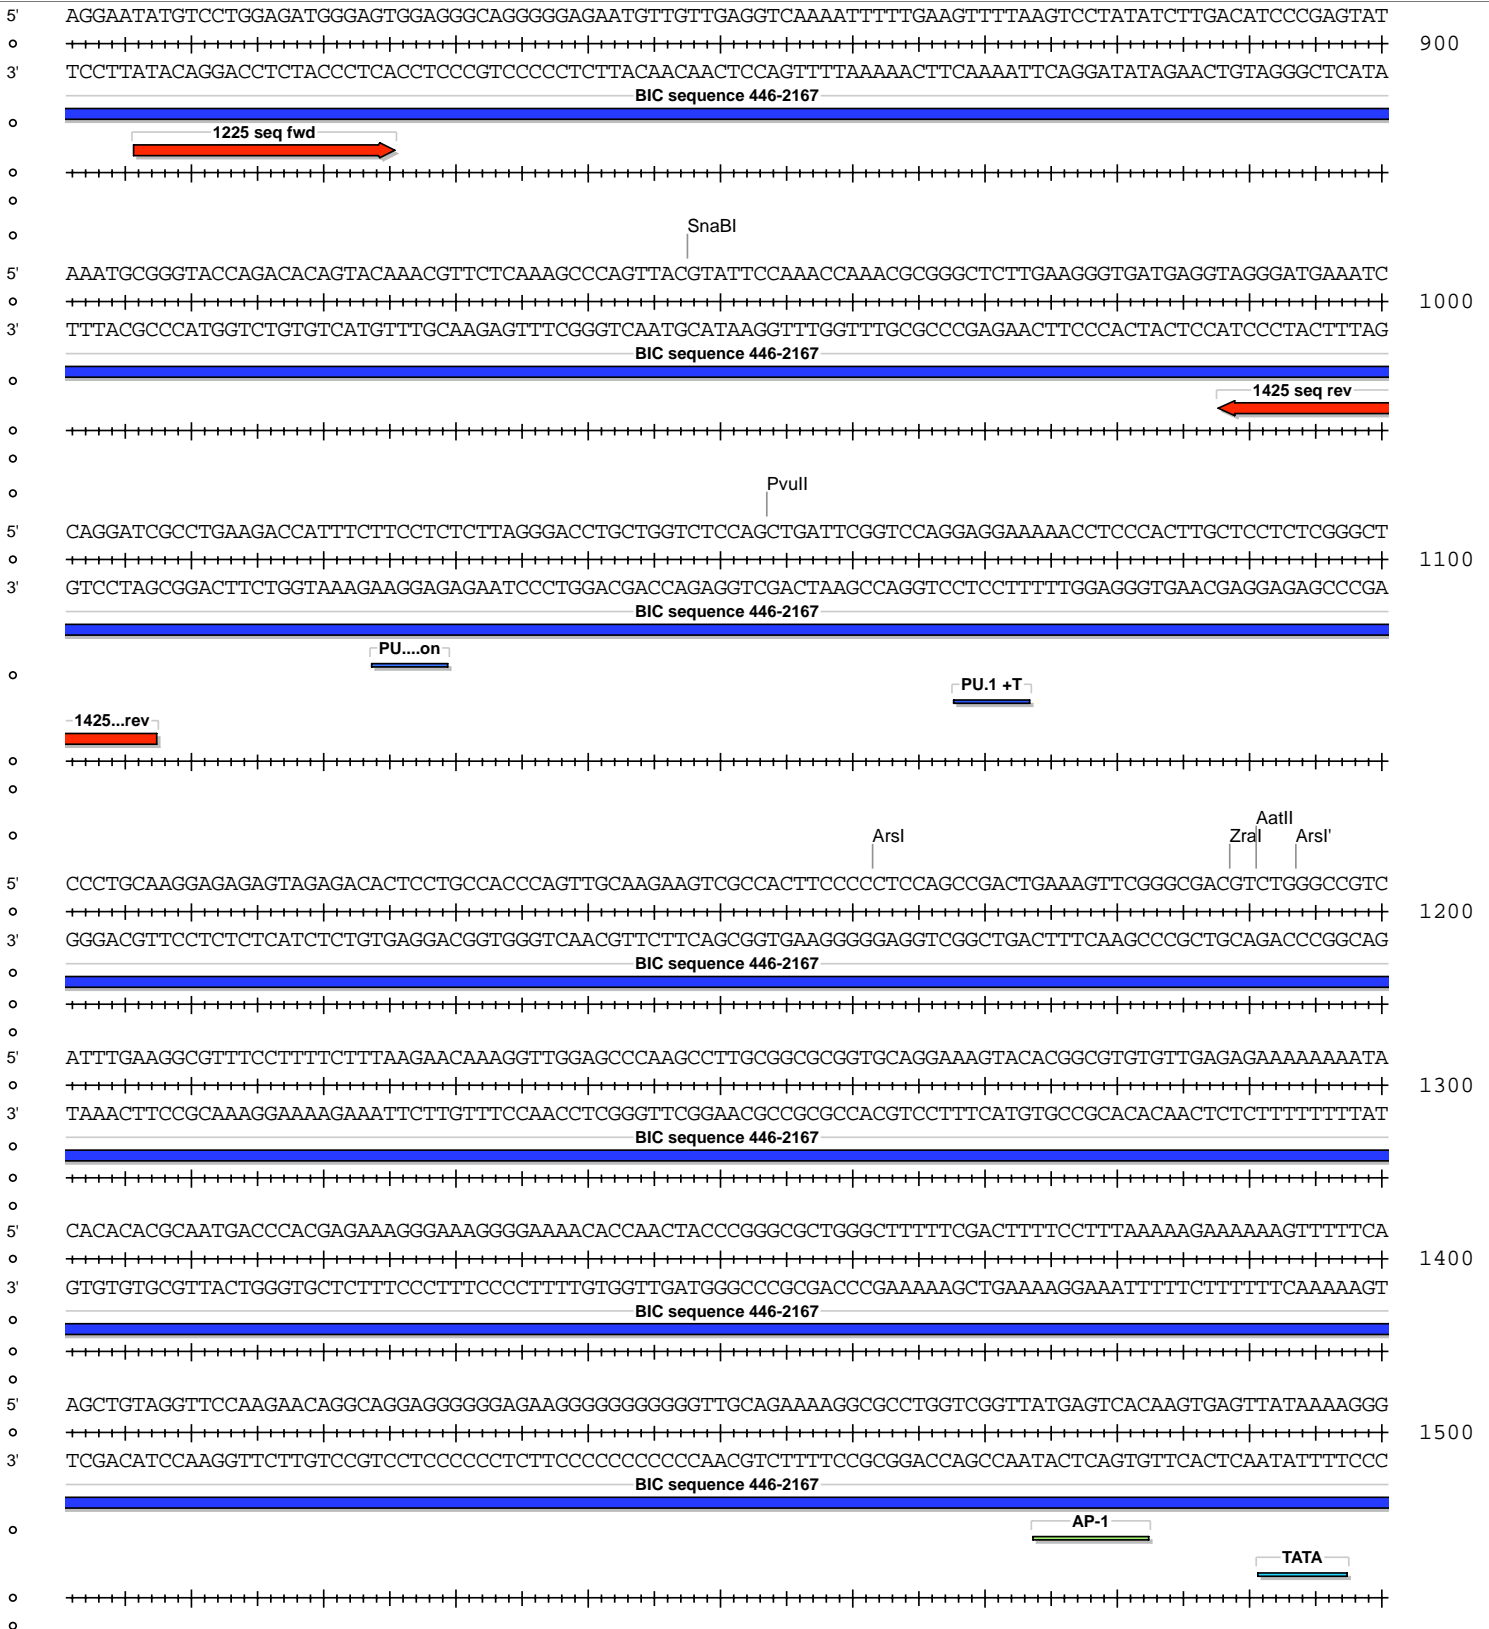 5' AGGAATATGTCCTGGAGATGGGAGTGGAGGGCAGGGGGAGAATGTTGTTGAGGTCAAAATTTTTGAAGTTTTAAGTCCTATATCTTGACATCCCGAGTAT
900
3' TCCTTATACAGGACCTCTACCCTCACCTCCCGTCCCCCTCTTACAACAACTCCAGTTTTAAAAACTTCAAAATTCAGGATATAGAACTGTAGGGCTCATA
BIC sequence 446-2167
1225 seq fwd
SnaBI
5' AAATGCGGGTACCAGACACAGTACAAACGTTCTCAAAGCCCAGTTACGTATTCCAAACCAAACGCGGGCTCTTGAAGGGTGATGAGGTAGGGATGAAATC
1000
3' TTTACGCCCATGGTCTGTGTCATGTTTGCAAGAGTTTCGGGTCAATGCATAAGGTTTGGTTTGCGCCCGAGAACTTCCCACTACTCCATCCCTACTTTAG
BIC sequence 446-2167
1425 seq rev
PvuII
5' CAGGATCGCCTGAAGACCATTTCTTCCTCTCTTAGGGACCTGCTGGTCTCCAGCTGATTCGGTCCAGGAGGAAAAACCTCCCACTTGCTCCTCTCGGGCT
1100
3' GTCCTAGCGGACTTCTGGTAAAGAAGGAGAGAATCCCTGGACGACCAGAGGTCGACTAAGCCAGGTCCTCCTTTTTGGAGGGTGAACGAGGAGAGCCCGA
BIC sequence 446-2167
PU....on
PU.1 +T
1425...rev
AatII
ArsI ZraI ArsI'
5' CCCTGCAAGGAGAGAGTAGAGACACTCCTGCCACCCAGTTGCAAGAAGTCGCCACTTCCCCCTCCAGCCGACTGAAAGTTCGGGCGACGTCTGGGCCGTC
1200
3' GGGACGTTCCTCTCTCATCTCTGTGAGGACGGTGGGTCAACGTTCTTCAGCGGTGAAGGGGGAGGTCGGCTGACTTTCAAGCCCGCTGCAGACCCGGCAG
BIC sequence 446-2167
5' ATTTGAAGGCGTTTCCTTTTCTTTAAGAACAAAGGTTGGAGCCCAAGCCTTGCGGCGCGGTGCAGGAAAGTACACGGCGTGTGTTGAGAGAAAAAAAATA
1300
3' TAAACTTCCGCAAAGGAAAAGAAATTCTTGTTTCCAACCTCGGGTTCGGAACGCCGCGCCACGTCCTTTCATGTGCCGCACACAACTCTCTTTTTTTTAT
BIC sequence 446-2167
5' CACACACGCAATGACCCACGAGAAAGGGAAAGGGGAAAACACCAACTACCCGGGCGCTGGGCTTTTTCGACTTTTCCTTTAAAAAGAAAAAAGTTTTTCA
1400
3' GTGTGTGCGTTACTGGGTGCTCTTTCCCTTTCCCCTTTTGTGGTTGATGGGCCCGCGACCCGAAAAAGCTGAAAAGGAAATTTTTCTTTTTTCAAAAAGT
BIC sequence 446-2167
5' AGCTGTAGGTTCCAAGAACAGGCAGGAGGGGGGAGAAGGGGGGGGGGGTTGCAGAAAAGGCGCCTGGTCGGTTATGAGTCACAAGTGAGTTATAAAAGGG
1500
3' TCGACATCCAAGGTTCTTGTCCGTCCTCCCCCCTCTTCCCCCCCCCCCAACGTCTTTTCCGCGGACCAGCCAATACTCAGTGTTCACTCAATATTTTCCC
BIC sequence 446-2167
AP-1
TATA